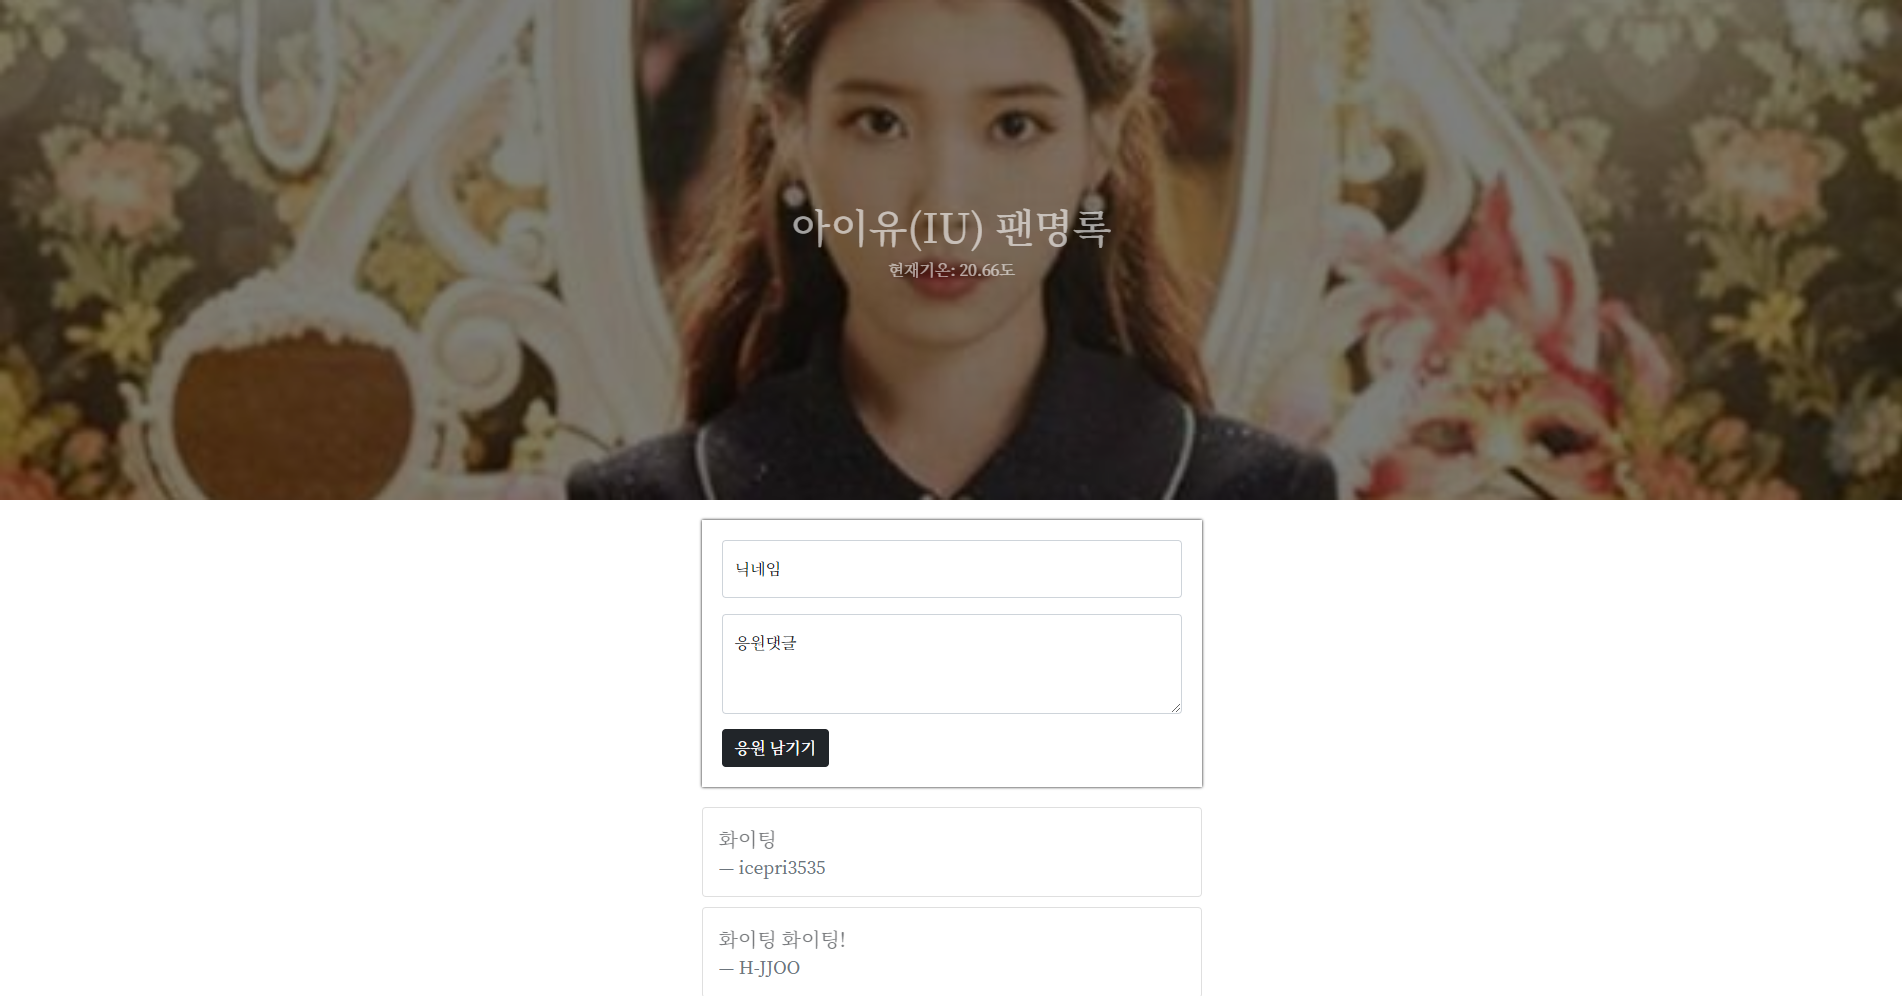 아이유(IU) 팬명록
현재기온: 20.66도
닉네임
응원댓글
응원 남기기
화이팅
— icepri3535
화이팅 화이팅!
— H-JJOO